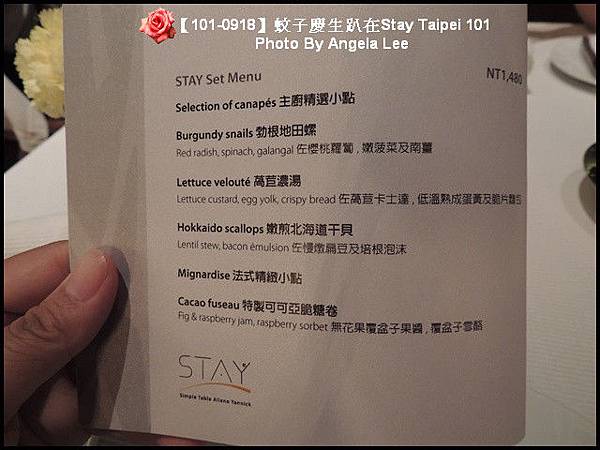 【101-0918】蚊子慶生趴在Stay Taipei 101
Photo By Angela Lee
STAY Set Menu
NT1,480
Selection of canapés 主廚精選小點
Burgundy snails 勃根地田螺
Red radish, spinach, galangal 佐櫻桃蘿蔔 , 嫩菠菜及南薑
Lettuce velouté 萵苣濃湯
Lettuce custard, egg yolk, crispy bread 佐萵苣卡士達 , 低溫熟成蛋黃及脆片麵包
Hokkaido scallops 嫩煎北海道干貝
Lentil stew, bacon émulsion 佐慢燉扁豆及培根泡沫
Mignardise 法式精緻小點
Cacao fuseau 特製可可亞脆糖卷
Fig & raspberry jam, raspberry sorbet 無花果覆盆子果醬 , 覆盆子雪酪
STAY
Simple Table Alleno Yannick